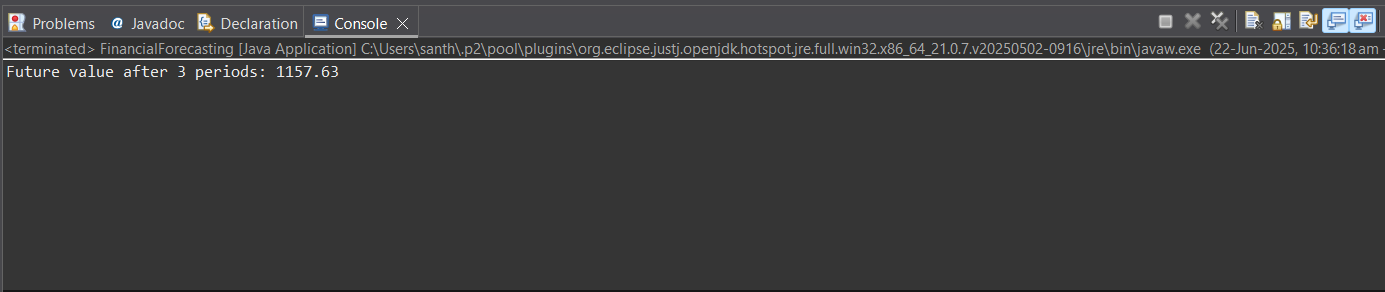 Problems @ Javadoc Declaration Console
<terminated> FinancialForecasting [Java Application] C:\Users\santh\.p2\pool\plugins\org.eclipse.justj.openjdk.hotspot.jre.full.win32.x86_64_21.0.7.v20250502-0916\jre\bin\javaw.exe (22-Jun-2025, 10:36:18 am -
Future value after 3 periods: 1157.63